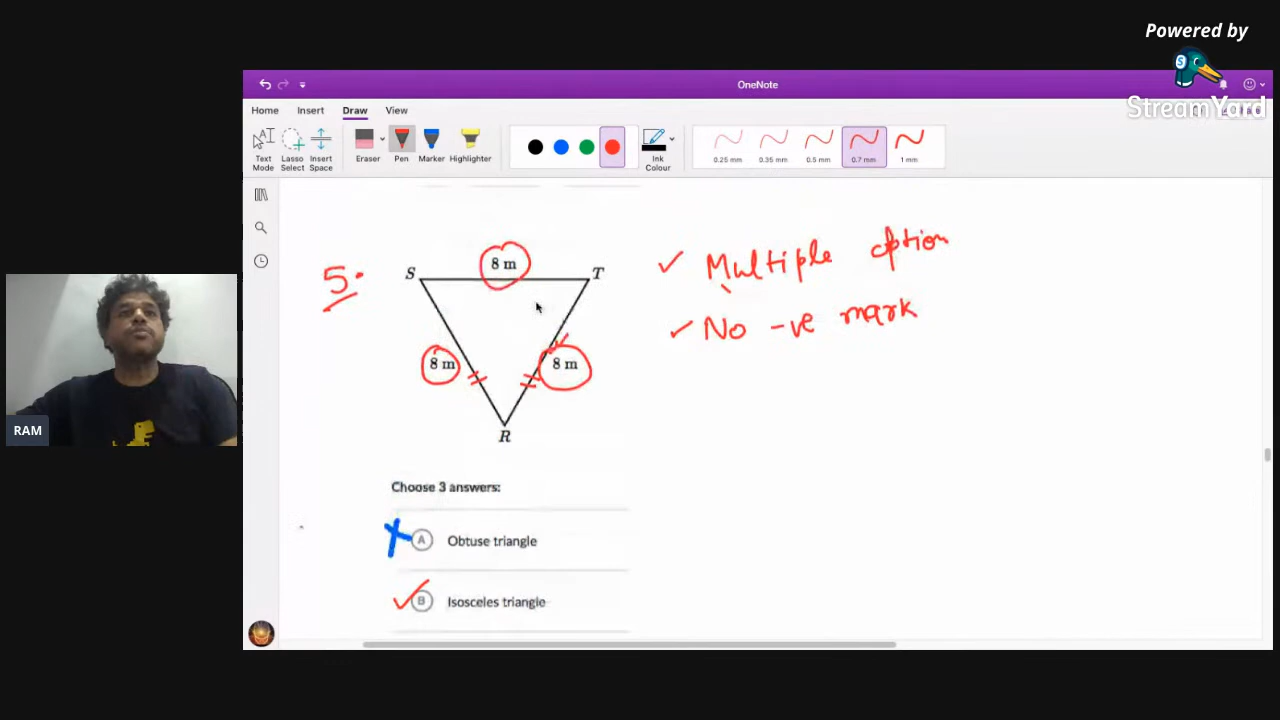 Powered by
StreamYard
OneNote
Home Insert Draw View
Text Mode
Lasso Select
Insert Space
Eraser
Pen
Marker
Highlighter
Ink Colour
0.25 mm
0.35 mm
0.5 mm
0.7 mm
1 mm
5.
S 8 m T
8 m 8 m
R
✓ Multiple option
✓ No -ve mark
Choose 3 answers:
A Obtuse triangle
B Isosceles triangle
RAM